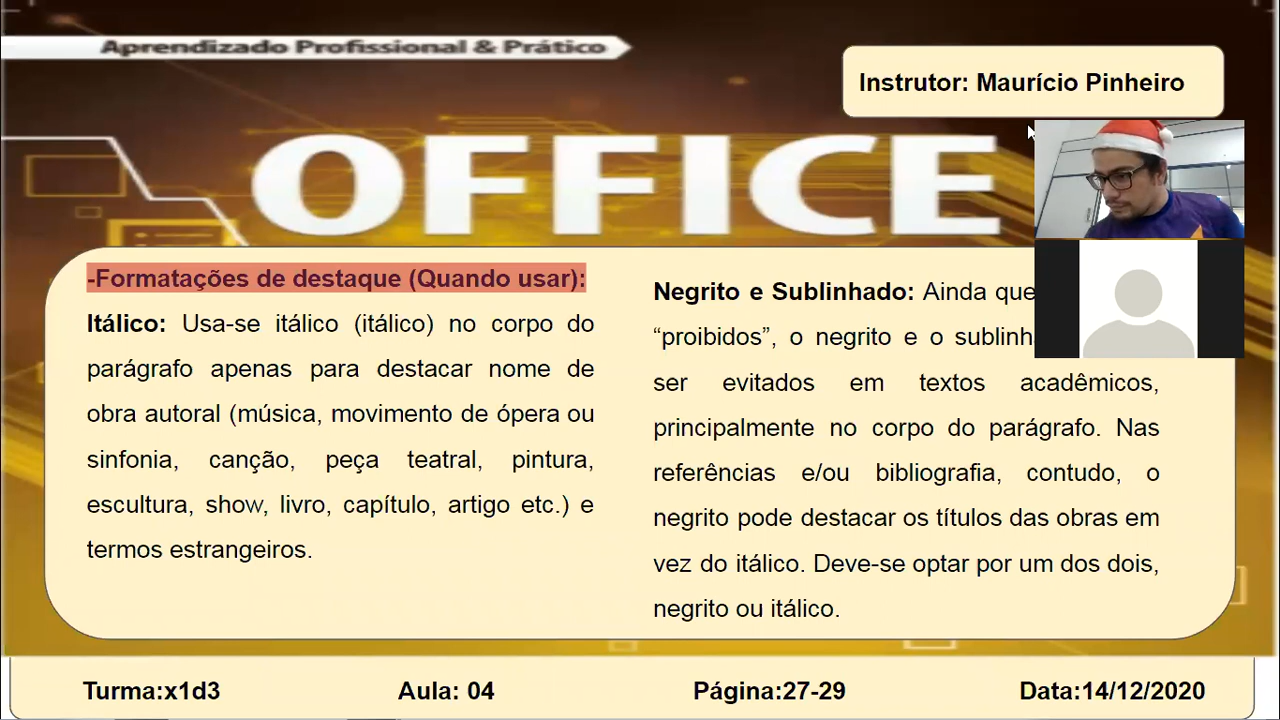 Aprendizado Profissional & Prático
Instrutor: Maurício Pinheiro
OFFICE
-Formatações de destaque (Quando usar):
Itálico: Usa-se itálico (itálico) no corpo do
parágrafo apenas para destacar nome de
obra autoral (música, movimento de ópera ou
sinfonia, canção, peça teatral, pintura,
escultura, show, livro, capítulo, artigo etc.) e
termos estrangeiros.
Negrito e Sublinhado: Ainda que
“proibidos”, o negrito e o sublinh
ser evitados em textos acadêmicos,
principalmente no corpo do parágrafo. Nas
referências e/ou bibliografia, contudo, o
negrito pode destacar os títulos das obras em
vez do itálico. Deve-se optar por um dos dois,
negrito ou itálico.
Turma:x1d3 Aula: 04 Página:27-29 Data:14/12/2020